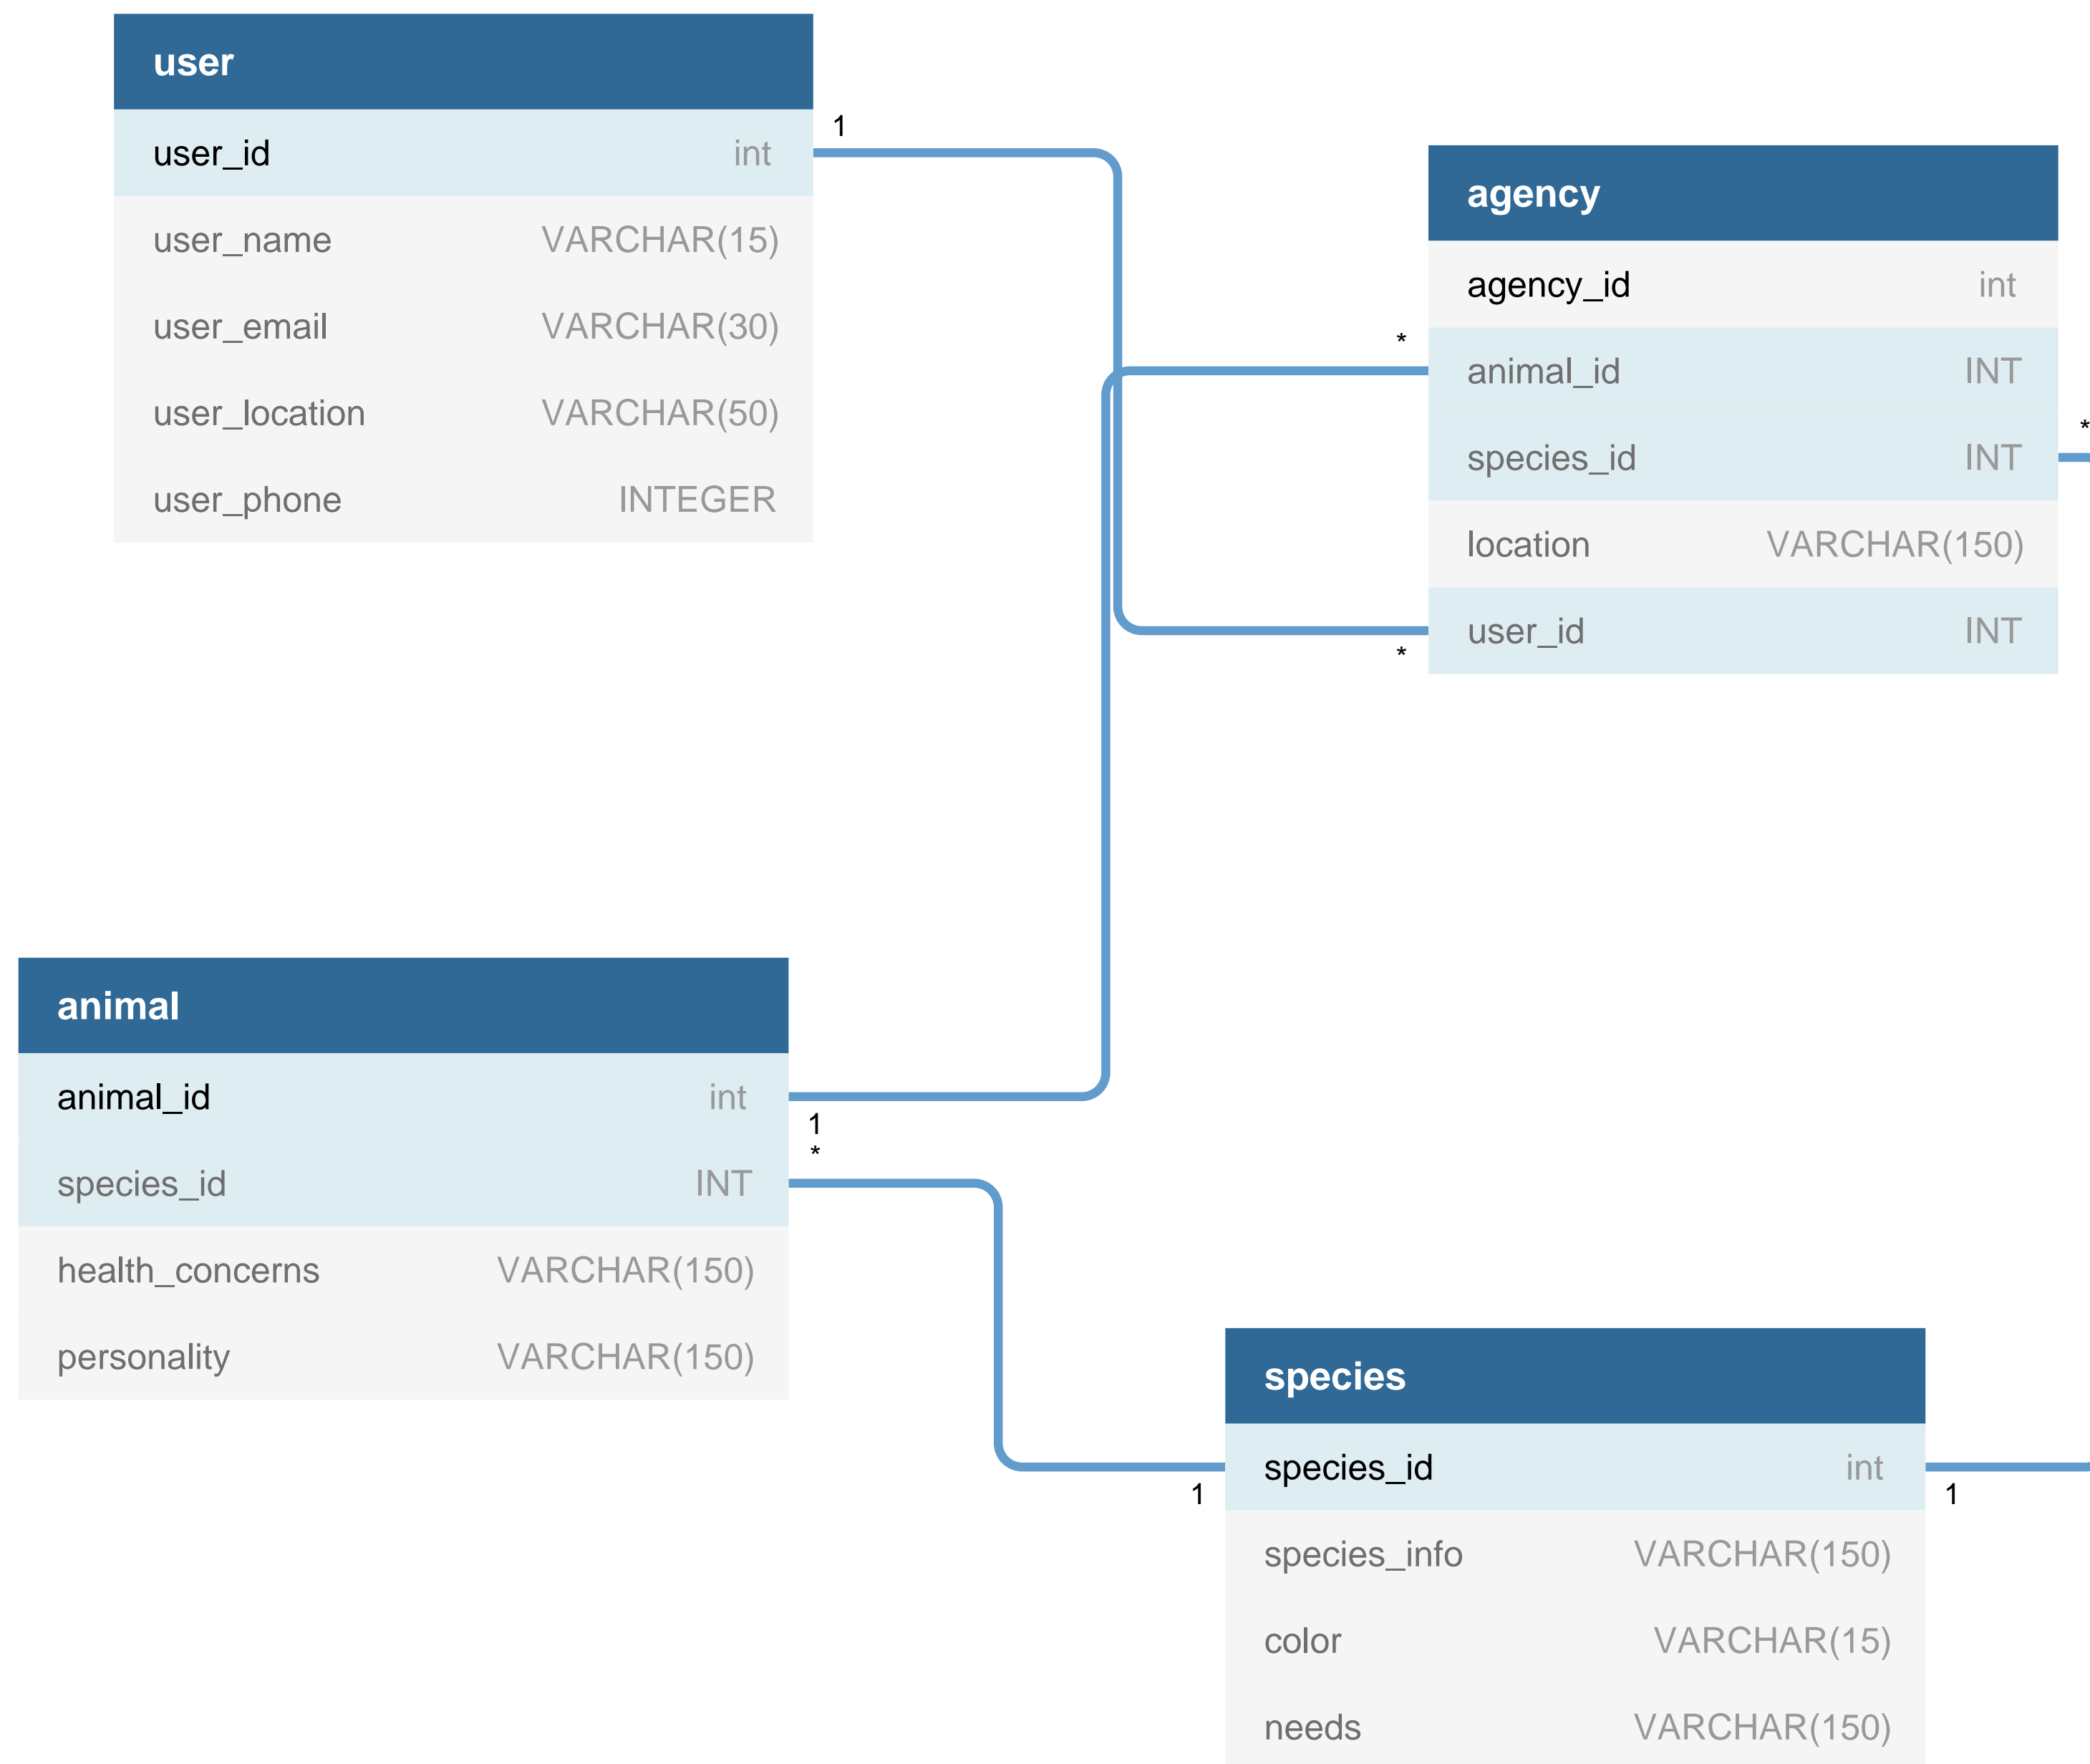 user
user_id int
user_name VARCHAR(15)
user_email VARCHAR(30)
user_location VARCHAR(50)
user_phone INTEGER
1
agency
agency_id int
* animal_id INT
species_id INT *
location VARCHAR(150)
user_id INT
*
animal
animal_id int
1
*
species_id INT
health_concerns VARCHAR(150)
personality VARCHAR(150)
species
species_id int
1 1
species_info VARCHAR(150)
color VARCHAR(15)
needs VARCHAR(150)